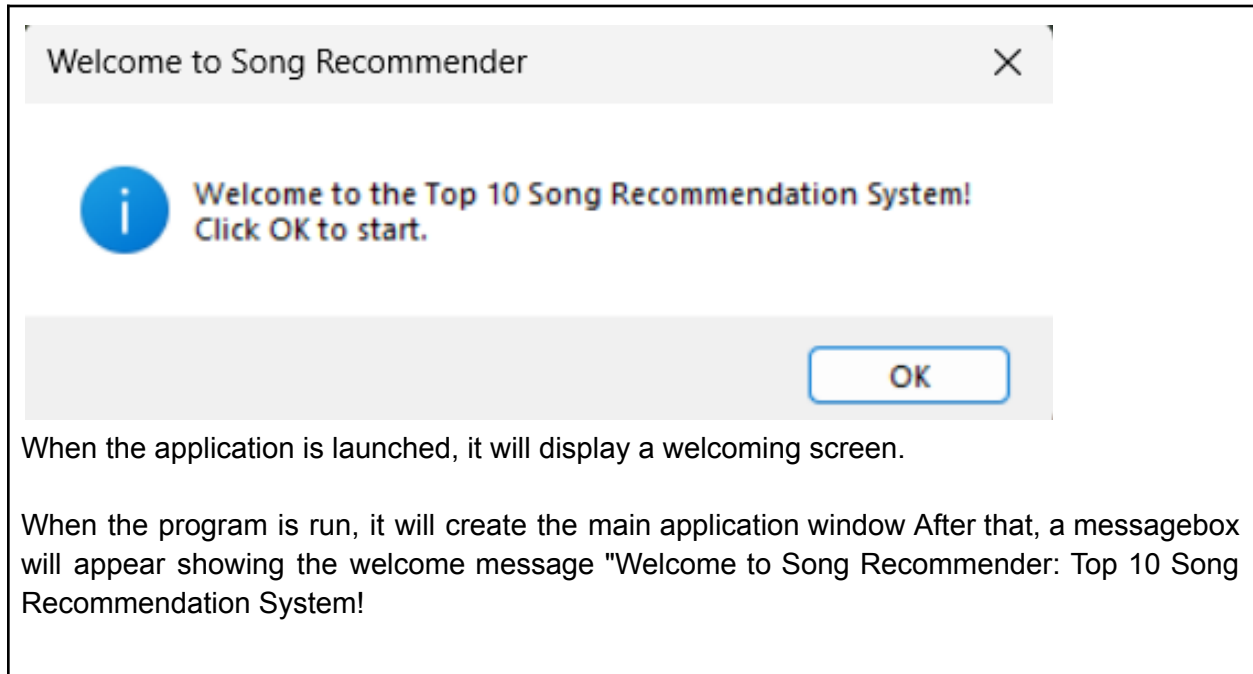 Welcome to Song Recommender
Welcome to the Top 10 Song Recommendation System!
Click OK to start.
OK
When the application is launched, it will display a welcoming screen.
When the program is run, it will create the main application window After that, a messagebox
will appear showing the welcome message "Welcome to Song Recommender: Top 10 Song
Recommendation System!